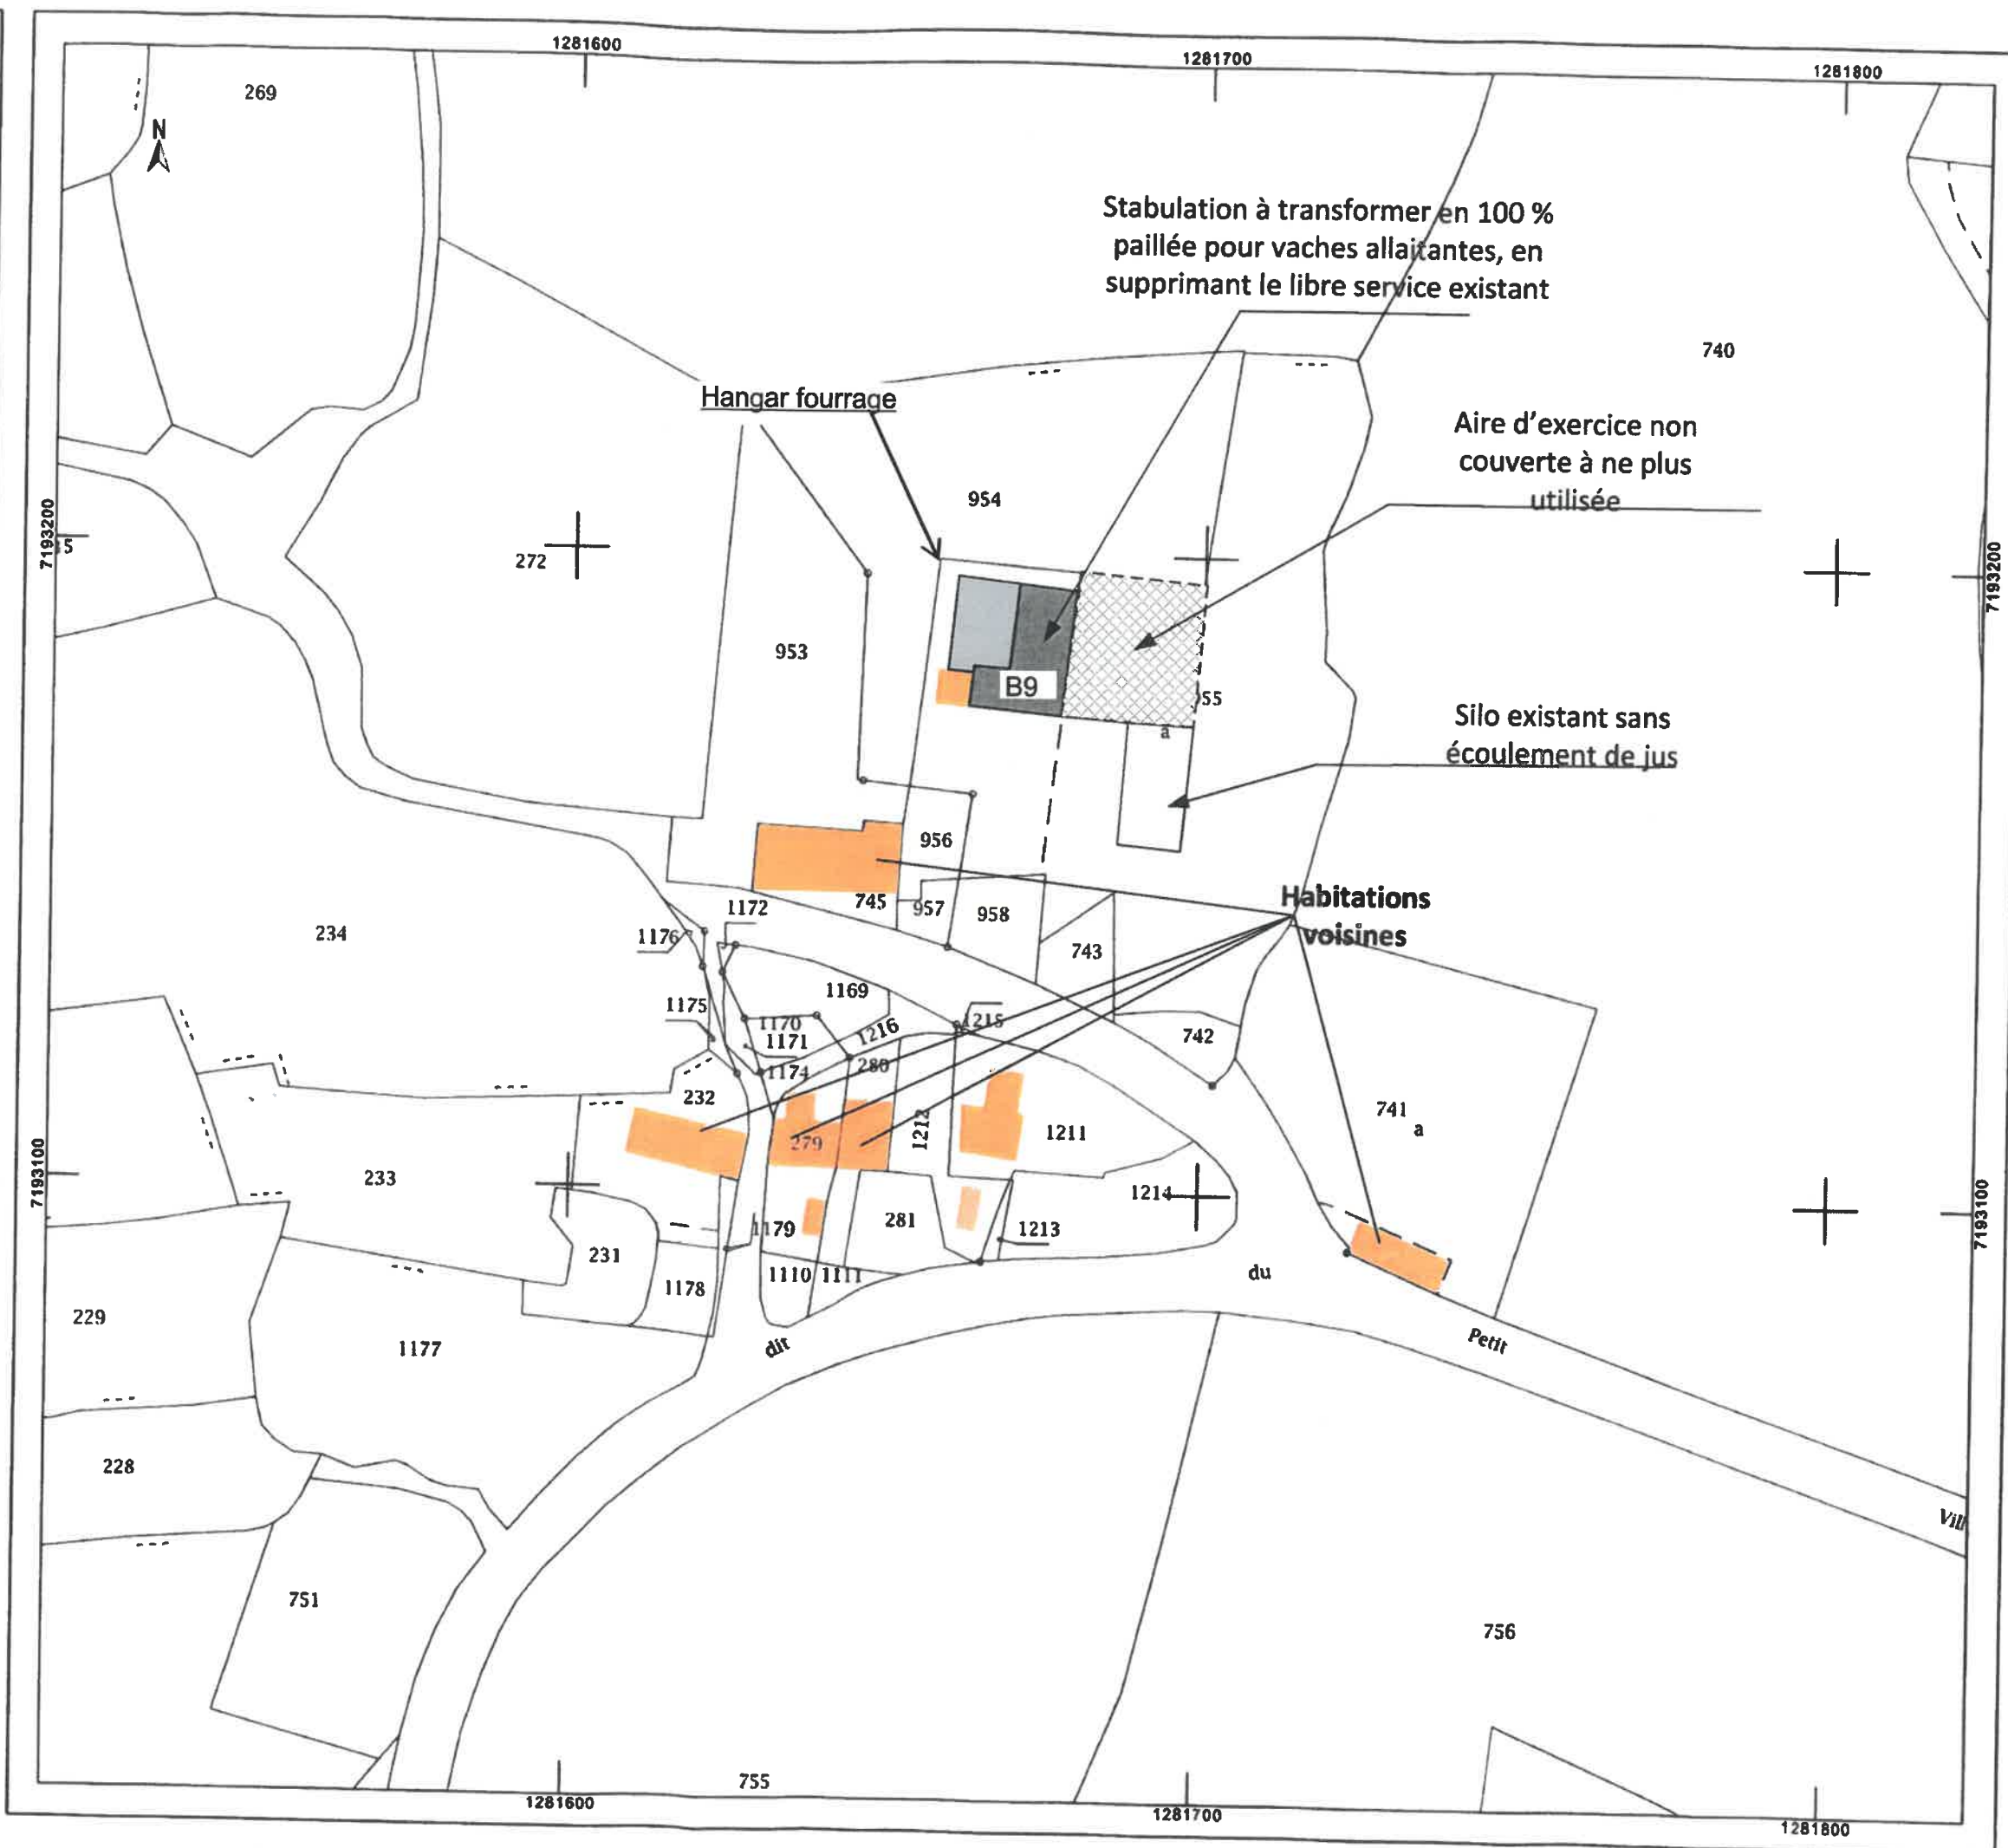 1281600
1281700
1281800
269
N
Stabulation à transformer en 100 %
paillée pour vaches allaitantes, en
supprimant le libre service existant
740
Hangar fourrage
Aire d'exercice non
couverte à ne plus
utilisée
954
7193200
5
272
7193200
953
B9
55
a
Silo existant sans
écoulement de jus
956
Habitations
voisines
745
957
958
1172
1176
234
743
1169
1175
1170
1171
1216
1215
742
1174
280
232
741
a
279
1212
1211
7193100
233
1214
7193100
1179
281
1213
231
1178
1110
1111
du
229
1177
dit
Petit
228
Vill
751
756
755
1281600
1281700
1281800